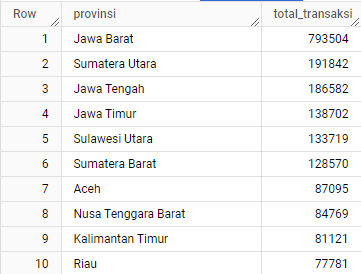 Row provinsi total_transaksi
1 Jawa Barat 793504
2 Sumatera Utara 191842
3 Jawa Tengah 186582
4 Jawa Timur 138702
5 Sulawesi Utara 133719
6 Sumatera Barat 128570
7 Aceh 87095
8 Nusa Tenggara Barat 84769
9 Kalimantan Timur 81121
10 Riau 77781